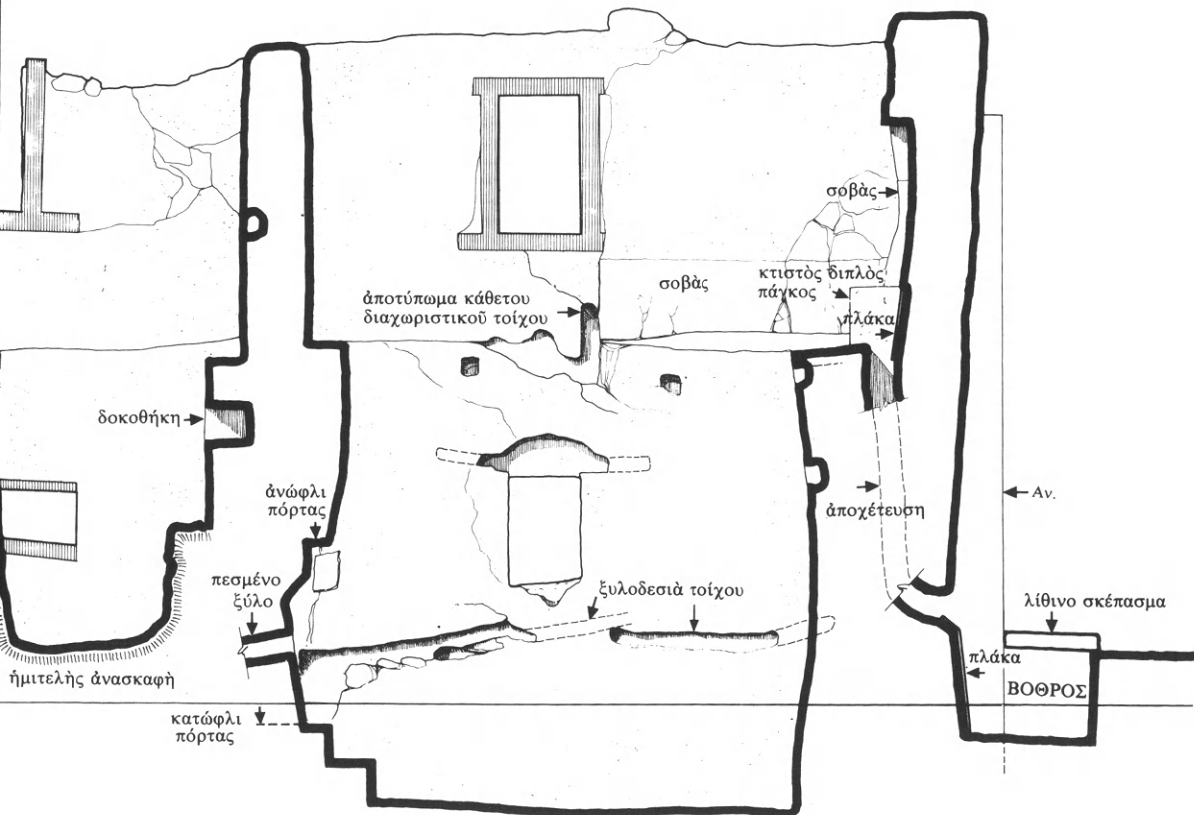 σοβὰς
κτιστὸς διπλὸς
πάγκος
σοβὰς
πλάκα
ἀποτύπωμα κάθετου
διαχωριστικοῦ τοίχου
δοκοθήκη
ἀνώφλι
πόρτας
ἀποχέτευση
Αν.
πεσμένο
ξύλο
ξυλοδεσιὰ τοίχου
λίθινο σκέπασμα
πλάκα
ἡμιτελὴς ἀνασκαφὴ
ΒΟΘΡΟΣ
κατώφλι
πόρτας